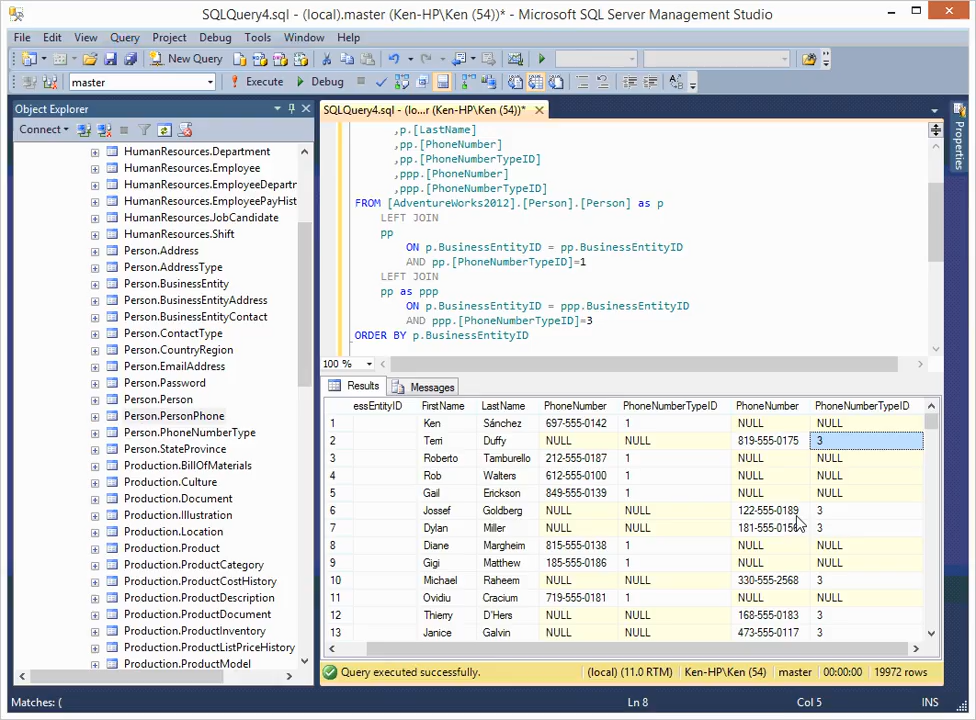 SQLQuery4.sql - (local).master (Ken-HP\Ken (54))* - Microsoft SQL Server Management Studio
File Edit View Query Project Debug Tools Window Help
New Query
master Execute Debug
Object Explorer
Connect
HumanResources.Department
HumanResources.Employee
HumanResources.EmployeeDepartr
HumanResources.EmployeePayHist
HumanResources.JobCandidate
HumanResources.Shift
Person.Address
Person.AddressType
Person.BusinessEntity
Person.BusinessEntityAddress
Person.BusinessEntityContact
Person.ContactType
Person.CountryRegion
Person.EmailAddress
Person.Password
Person.Person
Person.PersonPhone
Person.PhoneNumberType
Person.StateProvince
Production.BillOfMaterials
Production.Culture
Production.Document
Production.Illustration
Production.Location
Production.Product
Production.ProductCategory
Production.ProductCostHistory
Production.ProductDescription
Production.ProductDocument
Production.ProductInventory
Production.ProductListPriceHistory
Production.ProductModel
SQLQuery4.sql - (lo...r (Ken-HP\Ken (54))*
,p.[LastName]
,pp.[PhoneNumber]
,pp.[PhoneNumberTypeID]
,ppp.[PhoneNumber]
,ppp.[PhoneNumberTypeID]
FROM [AdventureWorks2012].[Person].[Person] as p
LEFT JOIN
pp
ON p.BusinessEntityID = pp.BusinessEntityID
AND pp.[PhoneNumberTypeID]=1
LEFT JOIN
pp as ppp
ON p.BusinessEntityID = ppp.BusinessEntityID
AND ppp.[PhoneNumberTypeID]=3
ORDER BY p.BusinessEntityID
100 %
Properties
Results Messages
essEntityID FirstName LastName PhoneNumber PhoneNumberTypeID PhoneNumber PhoneNumberTypeID
1 Ken Sánchez 697-555-0142 1 NULL NULL
2 Terri Duffy NULL NULL 819-555-0175 3
3 Roberto Tamburello 212-555-0187 1 NULL NULL
4 Rob Walters 612-555-0100 1 NULL NULL
5 Gail Erickson 849-555-0139 1 NULL NULL
6 Jossef Goldberg NULL NULL 122-555-0189 3
7 Dylan Miller NULL NULL 181-555-0156 3
8 Diane Margheim 815-555-0138 1 NULL NULL
9 Gigi Matthew 185-555-0186 1 NULL NULL
10 Michael Raheem NULL NULL 330-555-2568 3
11 Ovidiu Cracium 719-555-0181 1 NULL NULL
12 Thierry D'Hers NULL NULL 168-555-0183 3
13 Janice Galvin NULL NULL 473-555-0117 3
Query executed successfully. (local) (11.0 RTM) Ken-HP\Ken (54) master 00:00:00 19972 rows
Matches: ( Ln 8 Col 5 INS